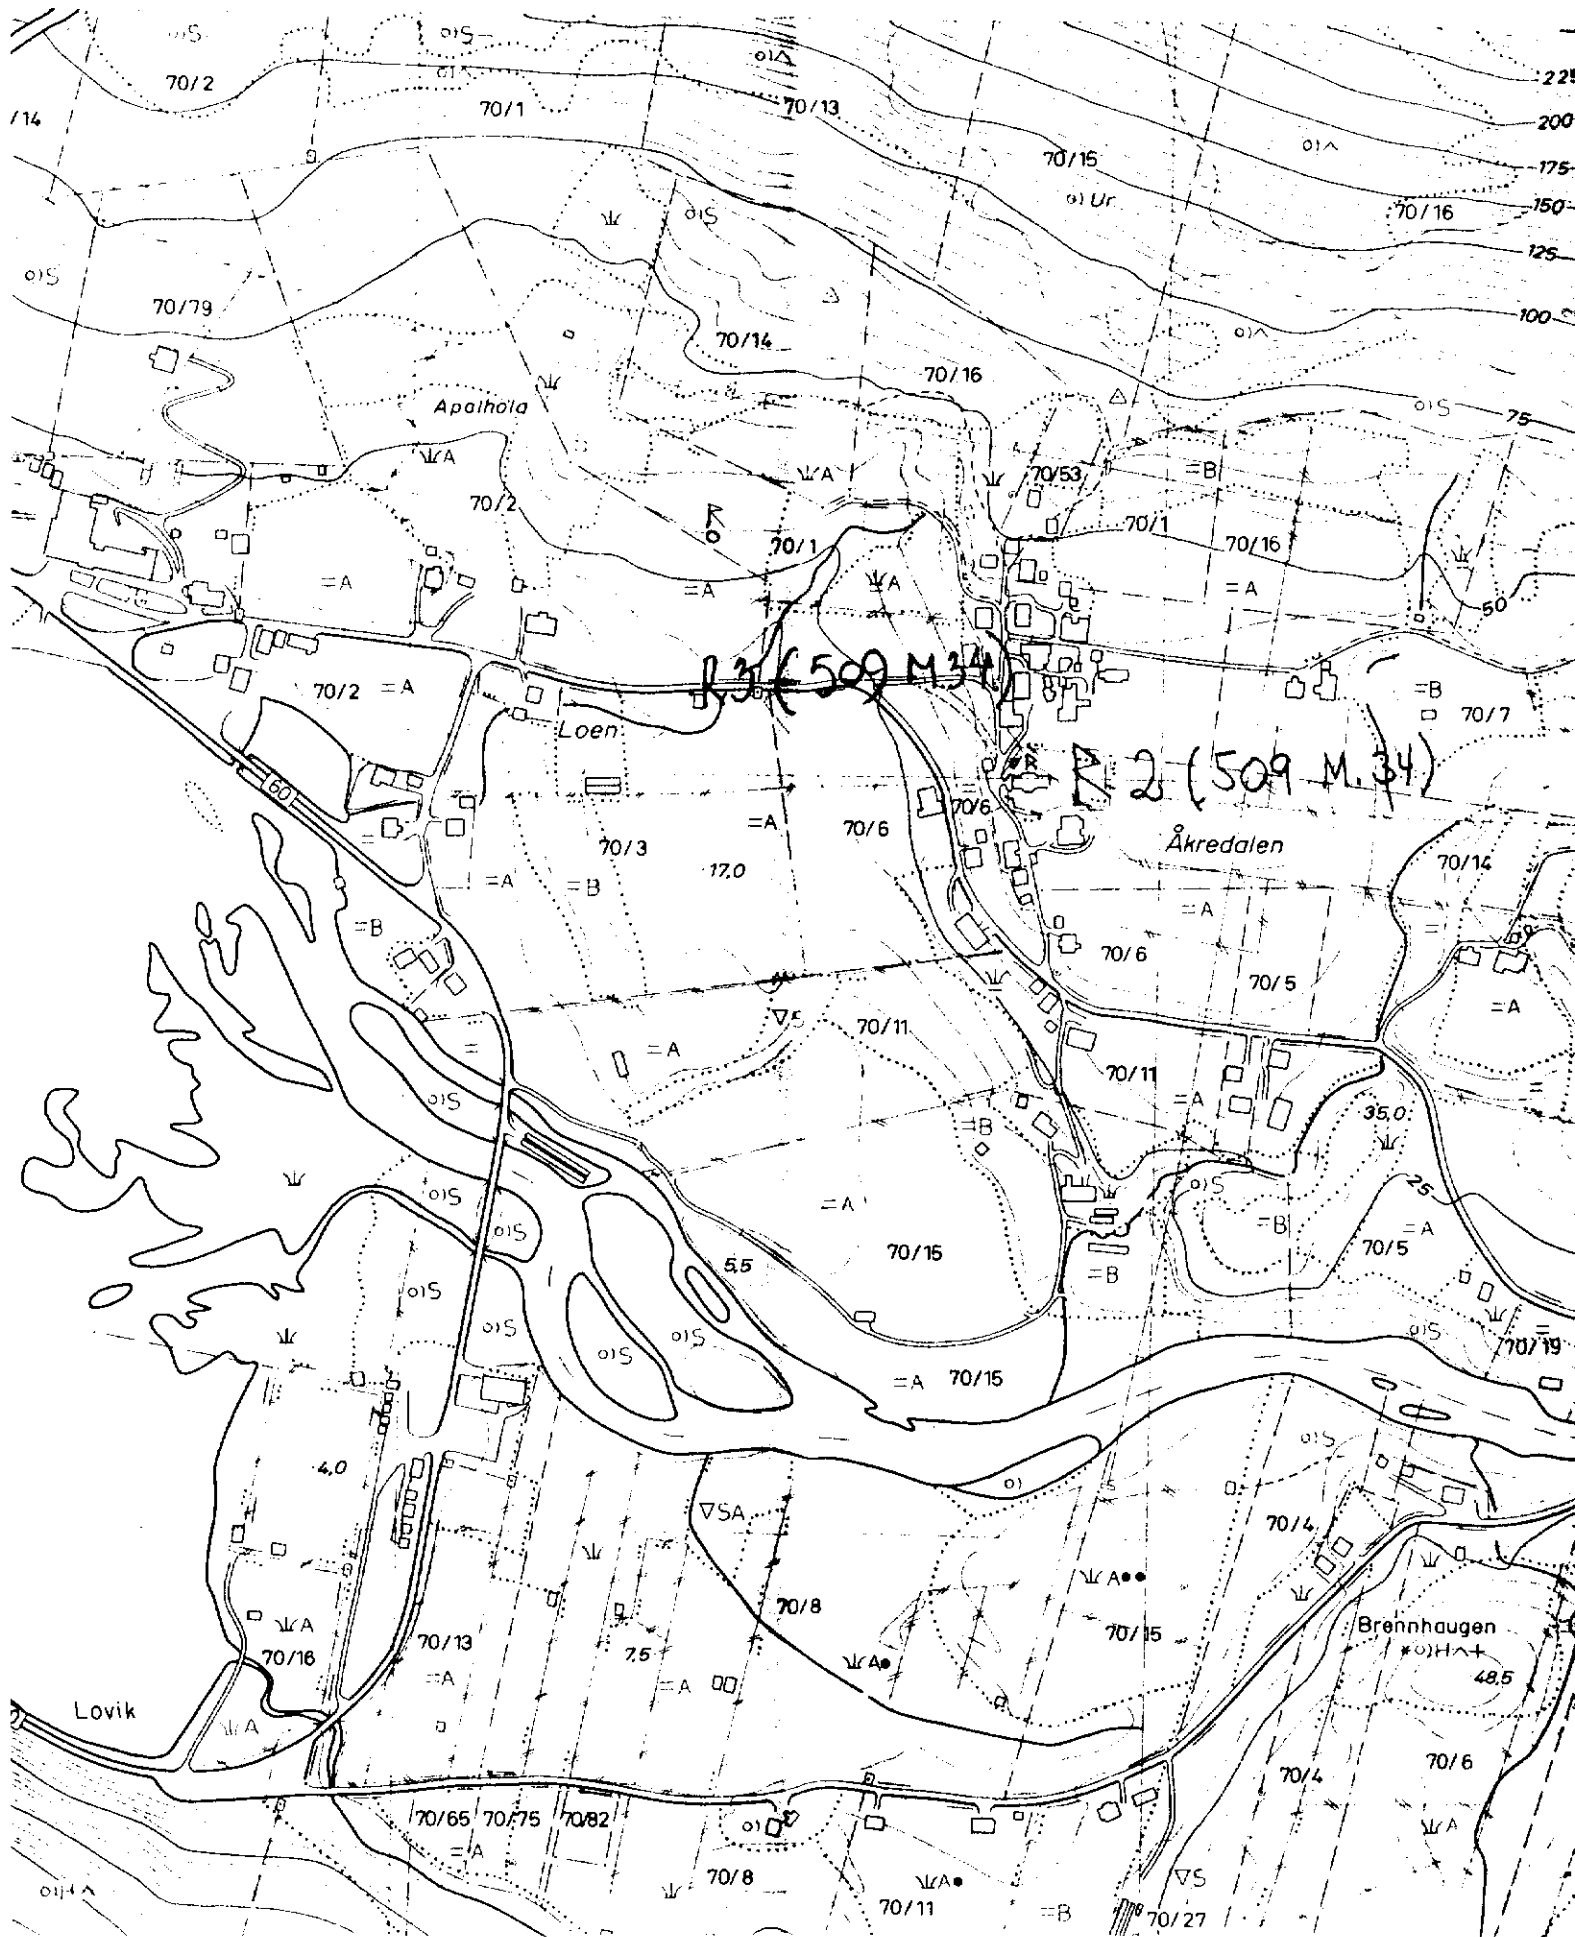 70/2
70/1
70/13
225
/14
200
70/15
175
Ur
70/16
150
125
S
70/79
100
70/14
70/16
Apalhola
S
75
A
A
70/53
=B
70/2
R
70/1
70/1
70/16
=A
=A
A
=A
50
R3 (509 M34)
70/2 =A
=B
70/7
Loen
R
R 2 (509 M.34)
60
70/6
=A
70/6
Åkredalen
70/3
17,0
70/14
=A
=B
=A
=B
70/6
70/5
=A
S
70/11
=A
70/11
=A
35,0
S
=B
S
S
=A
25
=B
=A
S
70/15
70/5
5,5
=B
S
S
S
S
S
70/19
=A
70/15
S
4,0
SA
70/4
A
70/8
70/15
Brennhaugen
A
70/13
7,5
70/16
=A
=A
A
48,5
Lovik
A
70/4
70/6
70/65
70/75
70/82
=A
A
70/8
A
S
70/11
=B
70/27